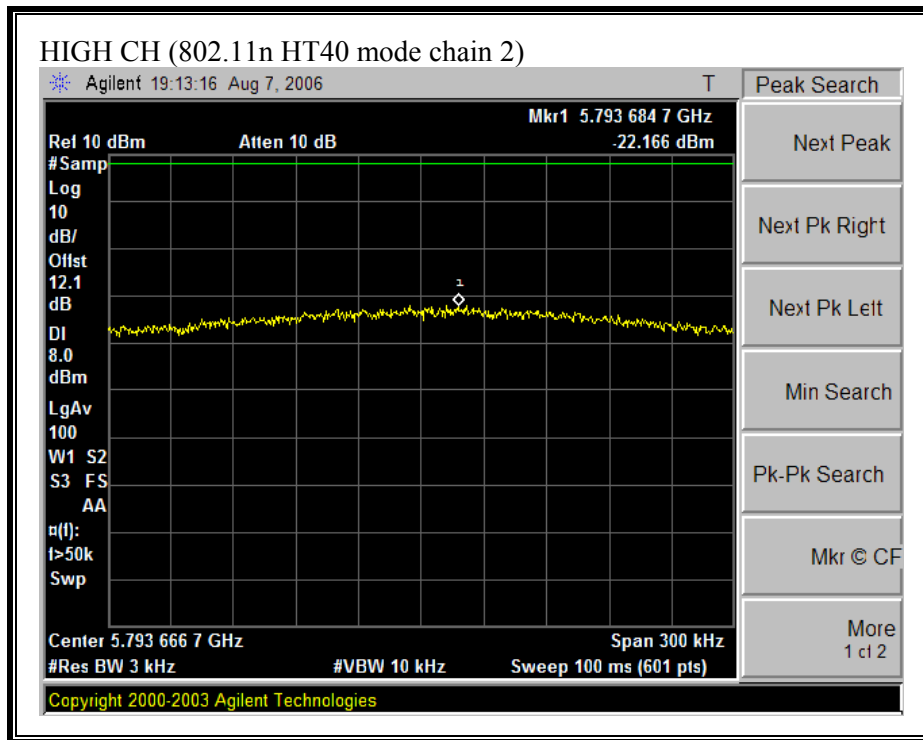 HIGH CH (802.11n HT40 mode chain 2)
Agilent 19:13:16 Aug 7, 2006 T
Peak Search
Mkr1 5.793 684 7 GHz
Ref 10 dBm Atten 10 dB -22.166 dBm
#Samp
Log
10
dB/
Offst
12.1
dB
DI
8.0
dBm
LgAv
100
W1 S2
S3 FS
AA
¤(f):
f>50k
Swp
1
Center 5.793 666 7 GHz Span 300 kHz
#Res BW 3 kHz #VBW 10 kHz Sweep 100 ms (601 pts)
Copyright 2000-2003 Agilent Technologies
Next Peak
Next Pk Right
Next Pk Left
Min Search
Pk-Pk Search
Mkr © CF
More
1 of 2